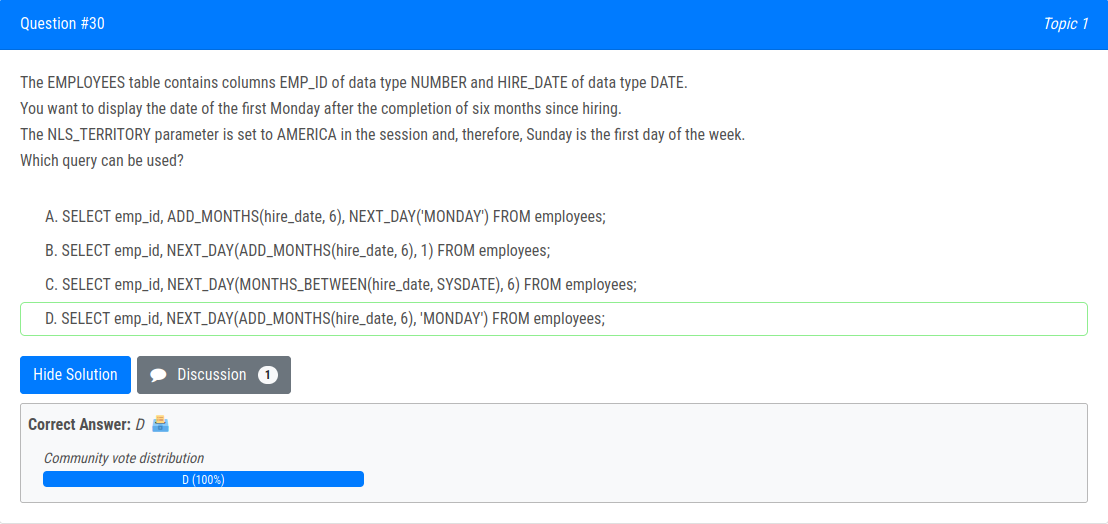 Question #30
Topic 1
The EMPLOYEES table contains columns EMP_ID of data type NUMBER and HIRE_DATE of data type DATE.
You want to display the date of the first Monday after the completion of six months since hiring.
The NLS_TERRITORY parameter is set to AMERICA in the session and, therefore, Sunday is the first day of the week.
Which query can be used?
A. SELECT emp_id, ADD_MONTHS(hire_date, 6), NEXT_DAY('MONDAY') FROM employees;
B. SELECT emp_id, NEXT_DAY(ADD_MONTHS(hire_date, 6), 1) FROM employees;
C. SELECT emp_id, NEXT_DAY(MONTHS_BETWEEN(hire_date, SYSDATE), 6) FROM employees;
D. SELECT emp_id, NEXT_DAY(ADD_MONTHS(hire_date, 6), 'MONDAY') FROM employees;
Hide Solution
Discussion 1
Correct Answer: D
Community vote distribution
D (100%)